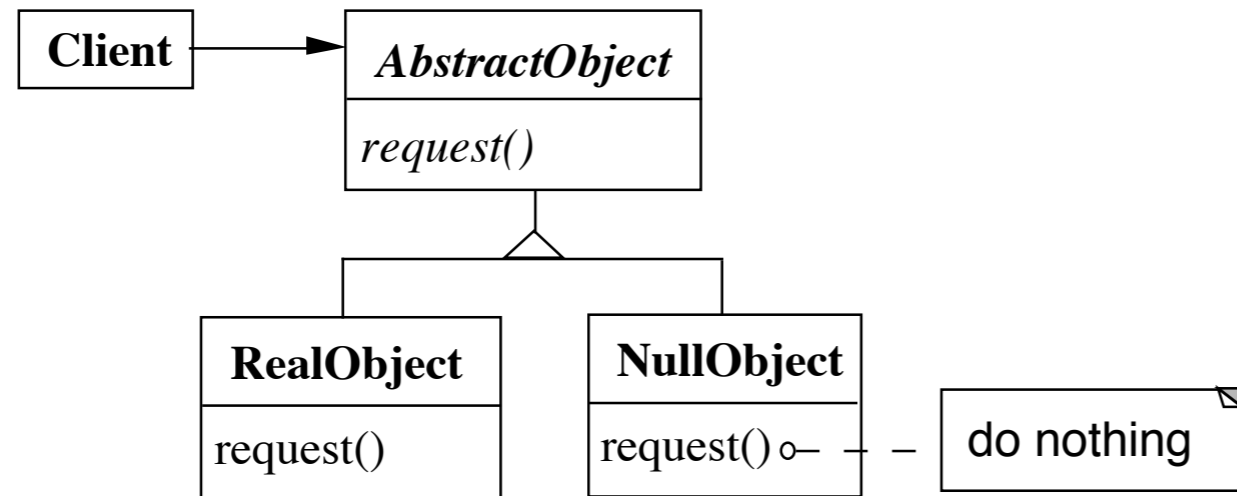 Client
AbstractObject
request()
RealObject
NullObject
request()
request()
do nothing